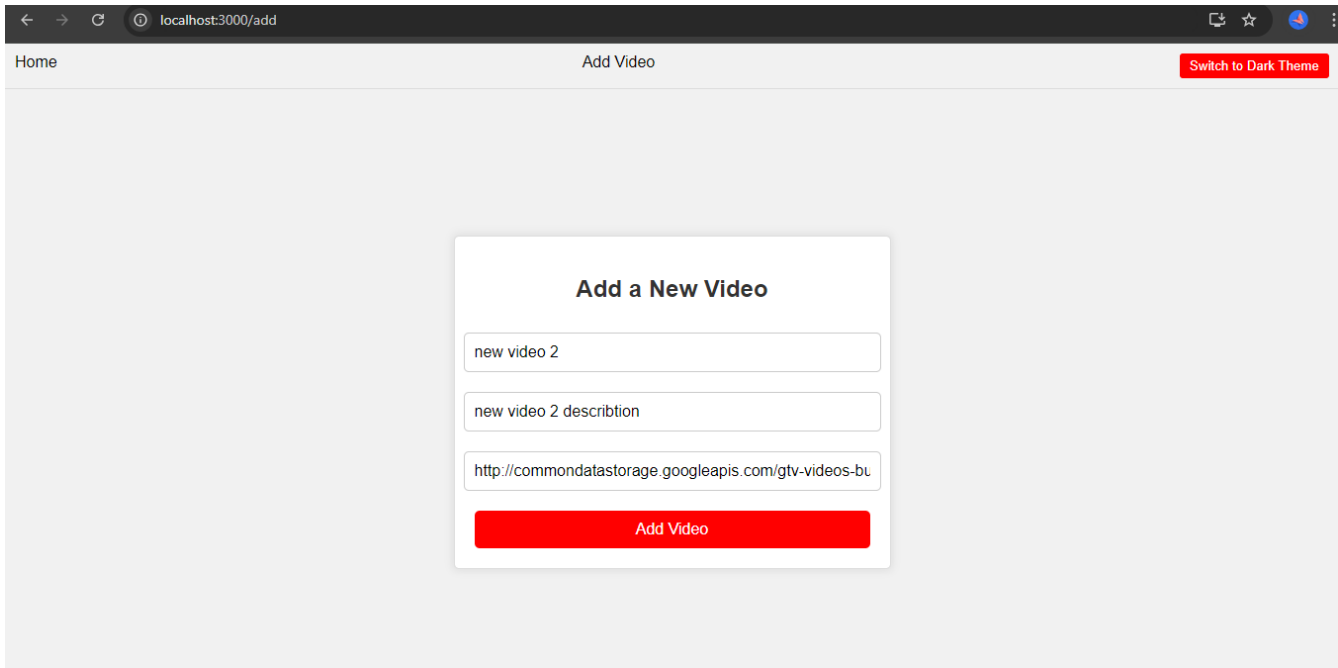 localhost:3000/add
Home Add Video Switch to Dark Theme
Add a New Video
new video 2
new video 2 describtion
http://commondatastorage.googleapis.com/gtv-videos-bu
Add Video